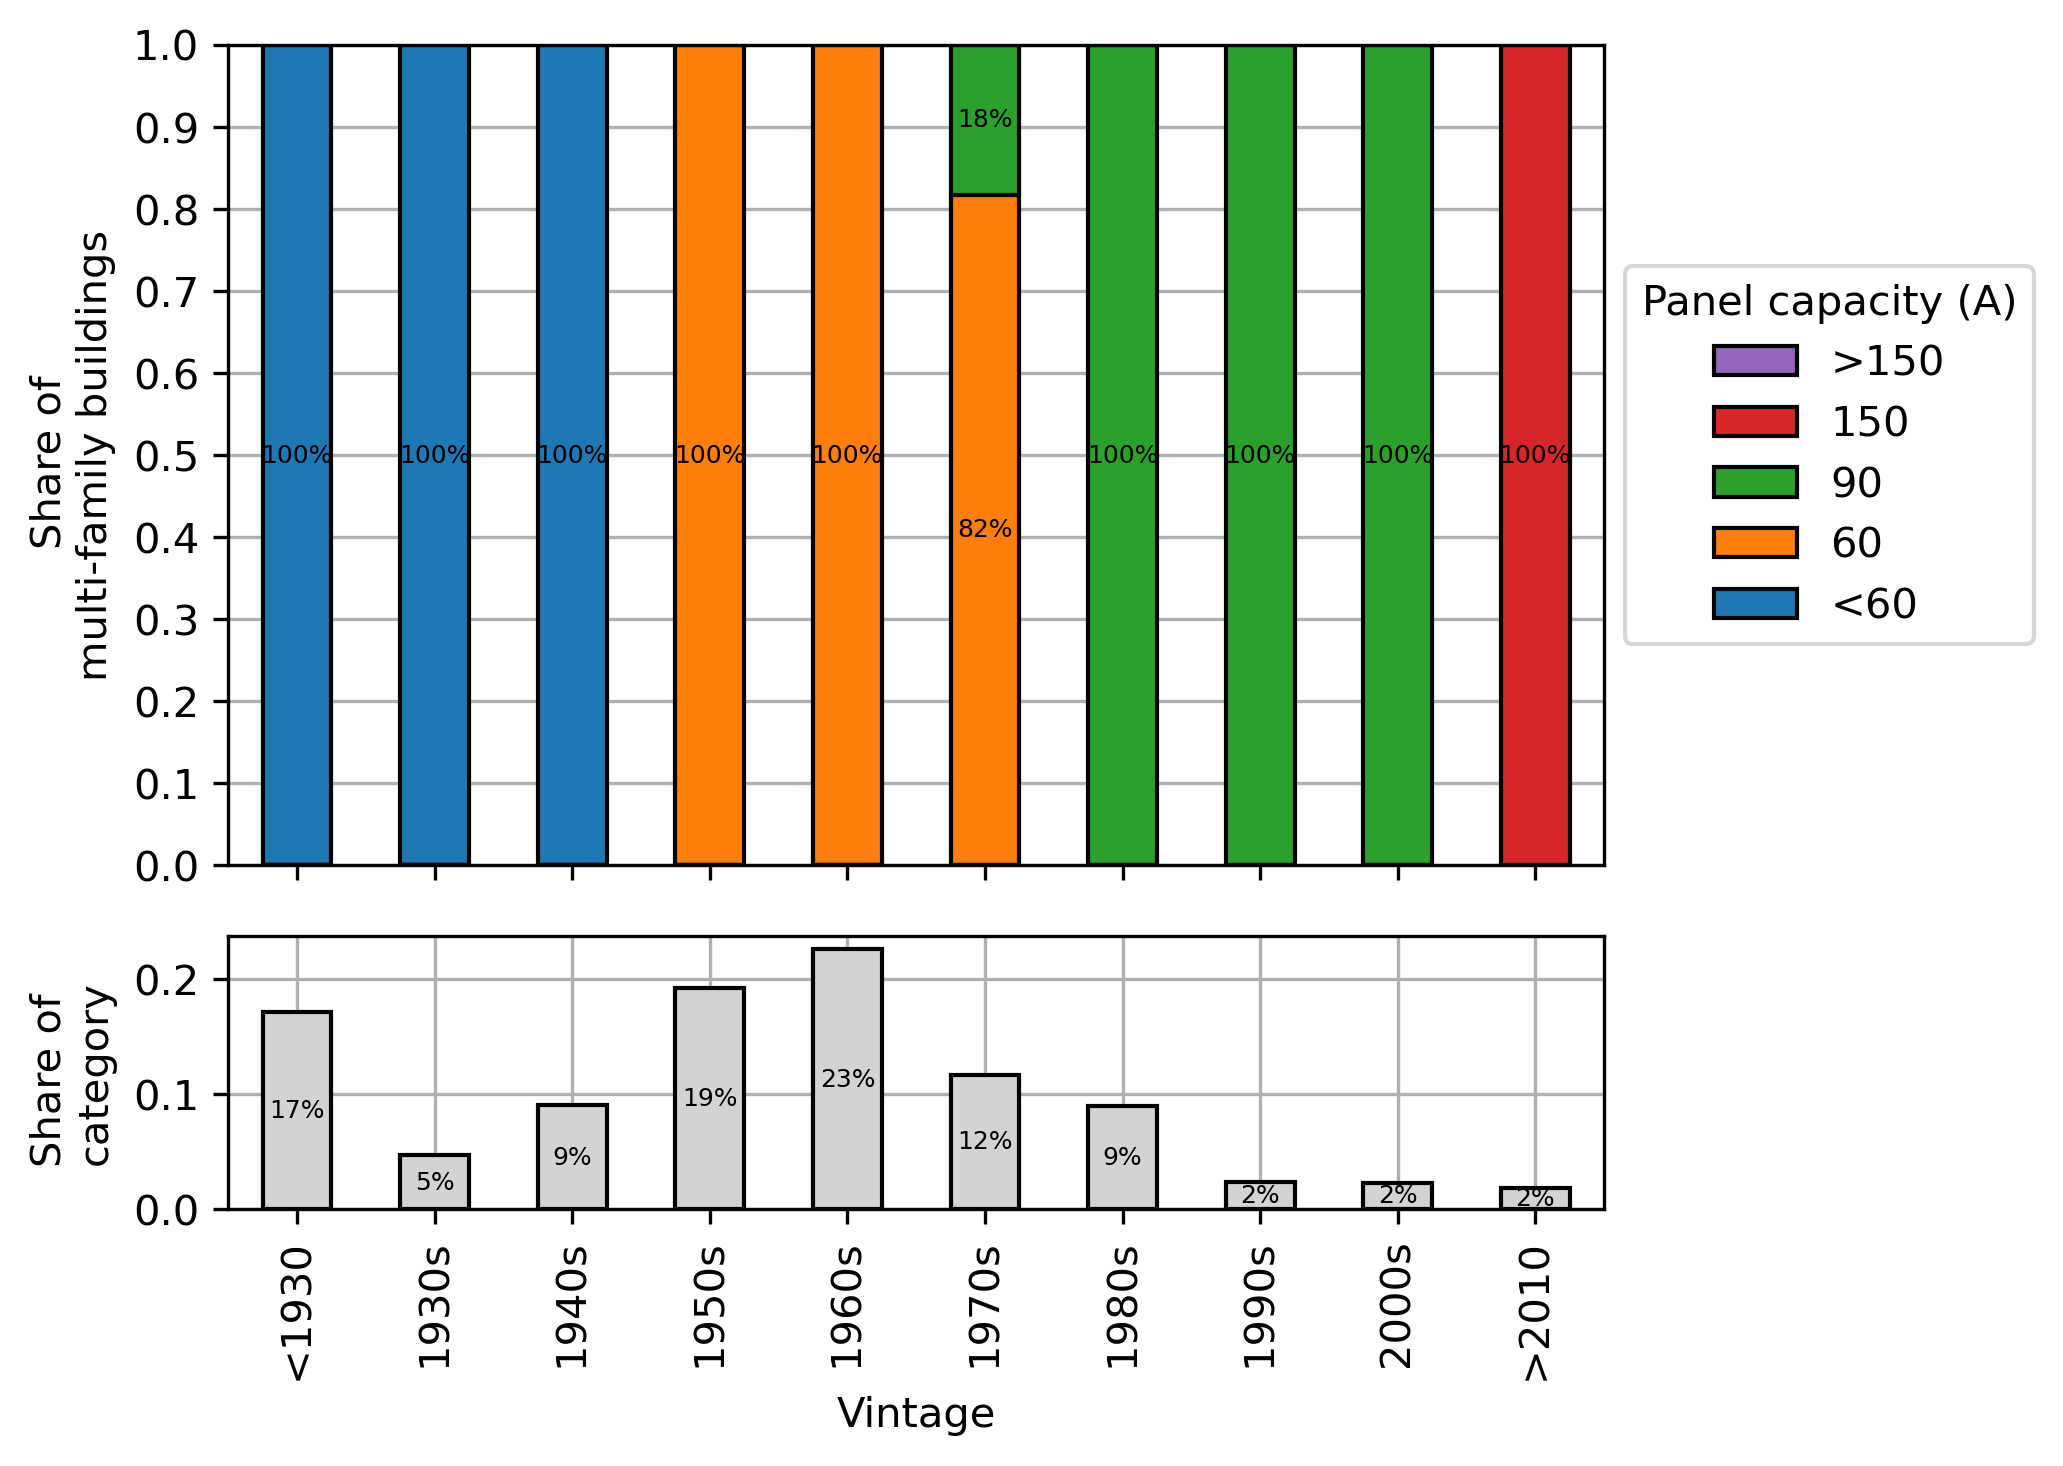 1.0
0.9
0.8
0.7
0.6
0.5
0.4
0.3
0.2
0.1
0.0
Share of
multi-family buildings
18%
100% 100% 100% 100% 100% 100% 100% 100% 100%
82%
Panel capacity (A)
>150
150
90
60
<60
0.2
0.1
0.0
Share of
category
17% 5% 9% 19% 23% 12% 9% 2% 2% 2%
<1930 1930s 1940s 1950s 1960s 1970s 1980s 1990s 2000s >2010
Vintage